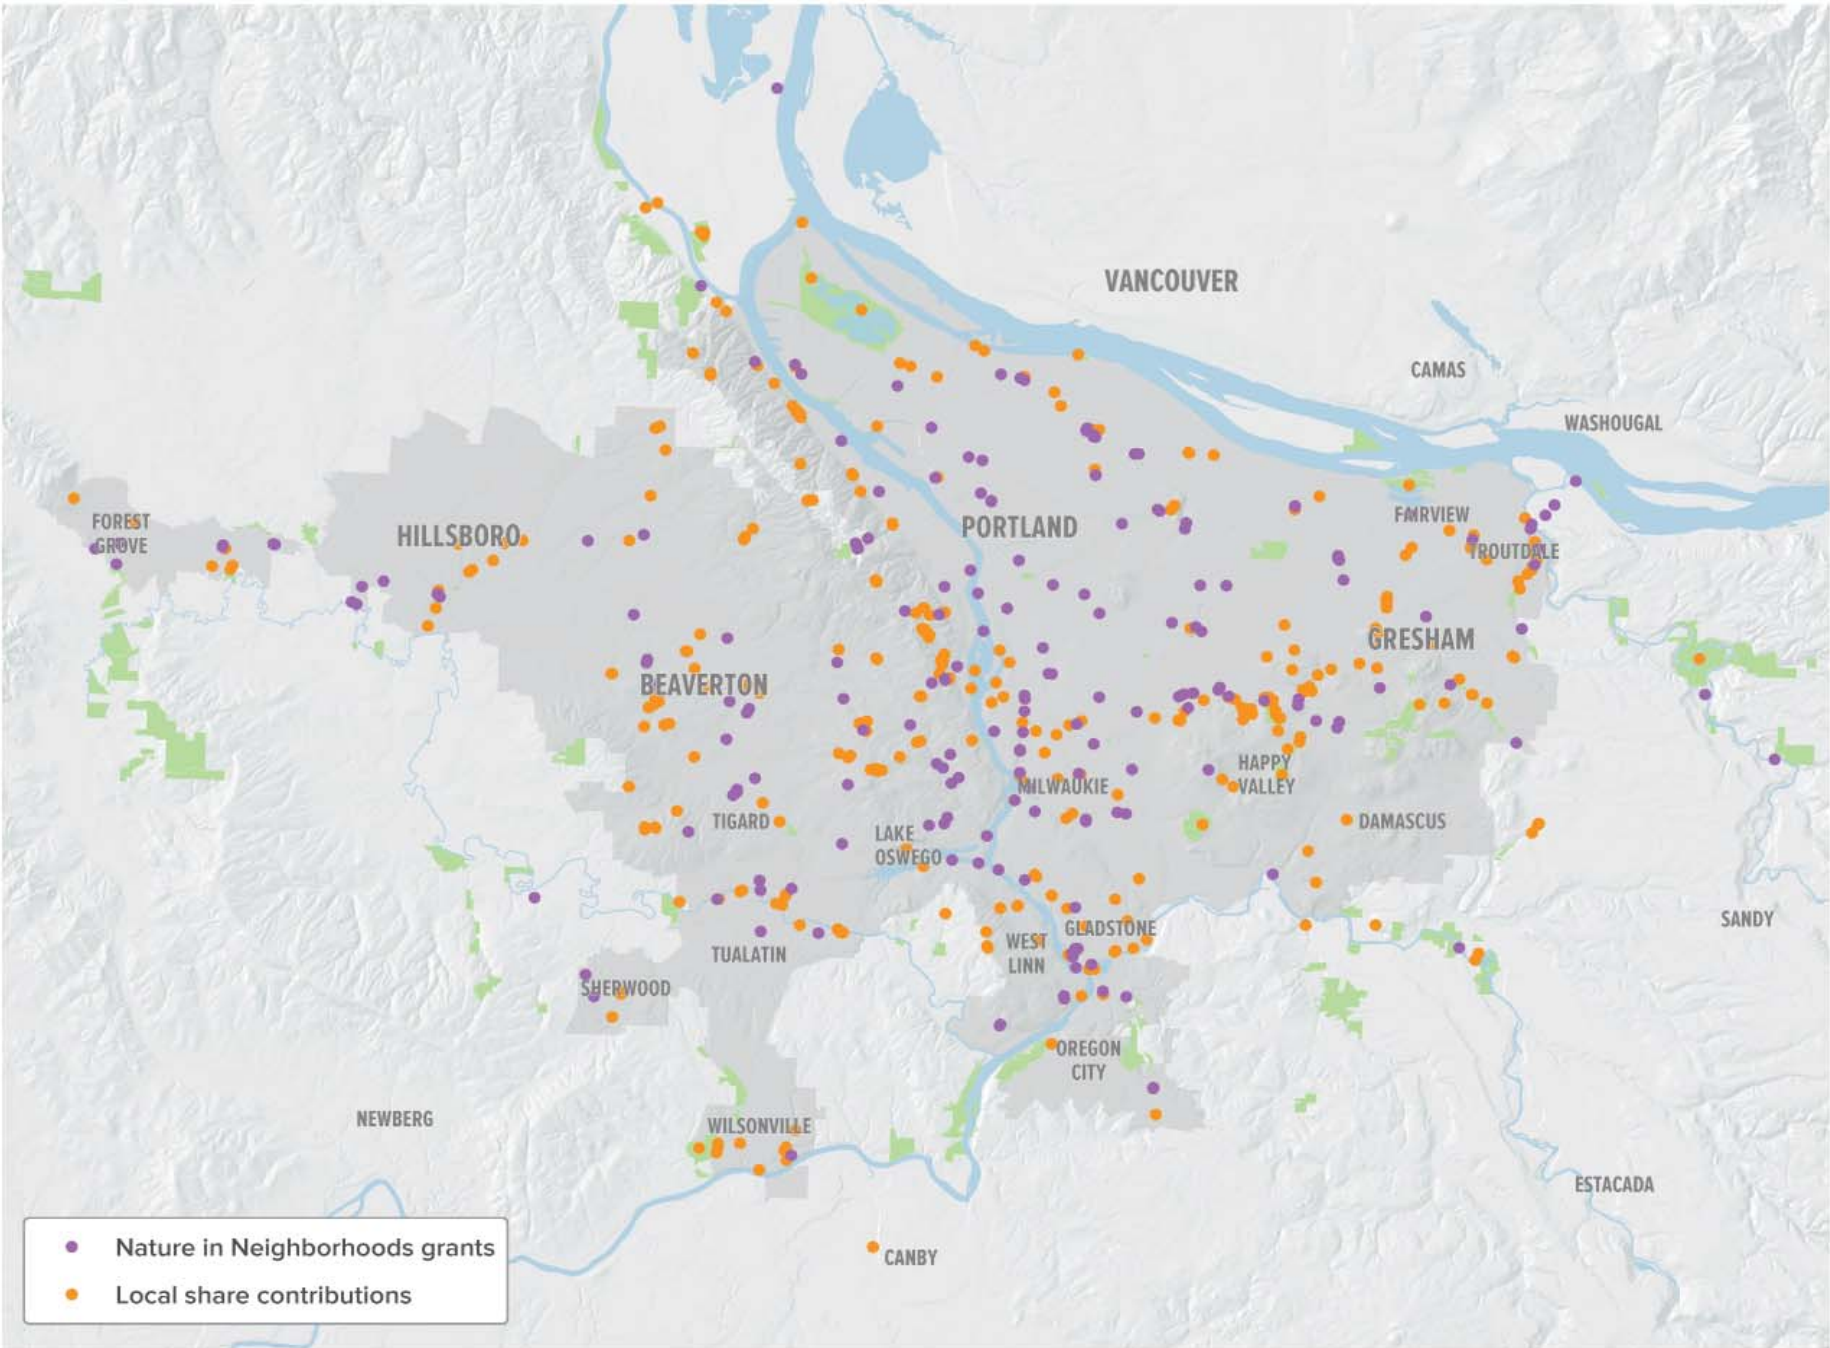 VANCOUVER
CAMAS
WASHOUGAL
FOREST
GROVE
HILLSBORO
PORTLAND
FAIRVIEW
TROUTDALE
GRESHAM
BEAVERTON
HAPPY
VALLEY
MILWAUKIE
TIGARD
LAKE
OSWEGO
DAMASCUS
SANDY
TUALATIN
WEST
LINN
GLADSTONE
SHERWOOD
OREGON
CITY
NEWBERG
WILSONVILLE
ESTACADA
CANBY
Nature in Neighborhoods grants
Local share contributions